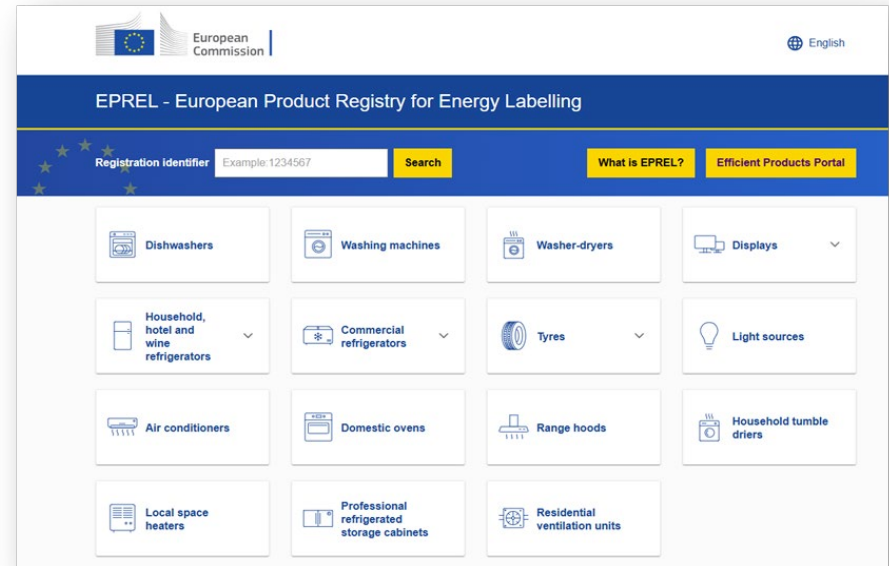 European
Commission
English
EPREL - European Product Registry for Energy Labelling
Registration identifier
Example:1234567
Search
What is EPREL?
Efficient Products Portal
Dishwashers
Washing machines
Washer-dryers
Displays
Household,
hotel and
wine
refrigerators
Commercial
refrigerators
Tyres
Light sources
Air conditioners
Domestic ovens
Range hoods
Household tumble
driers
Local space
heaters
Professional
refrigerated
storage cabinets
Residential
ventilation units